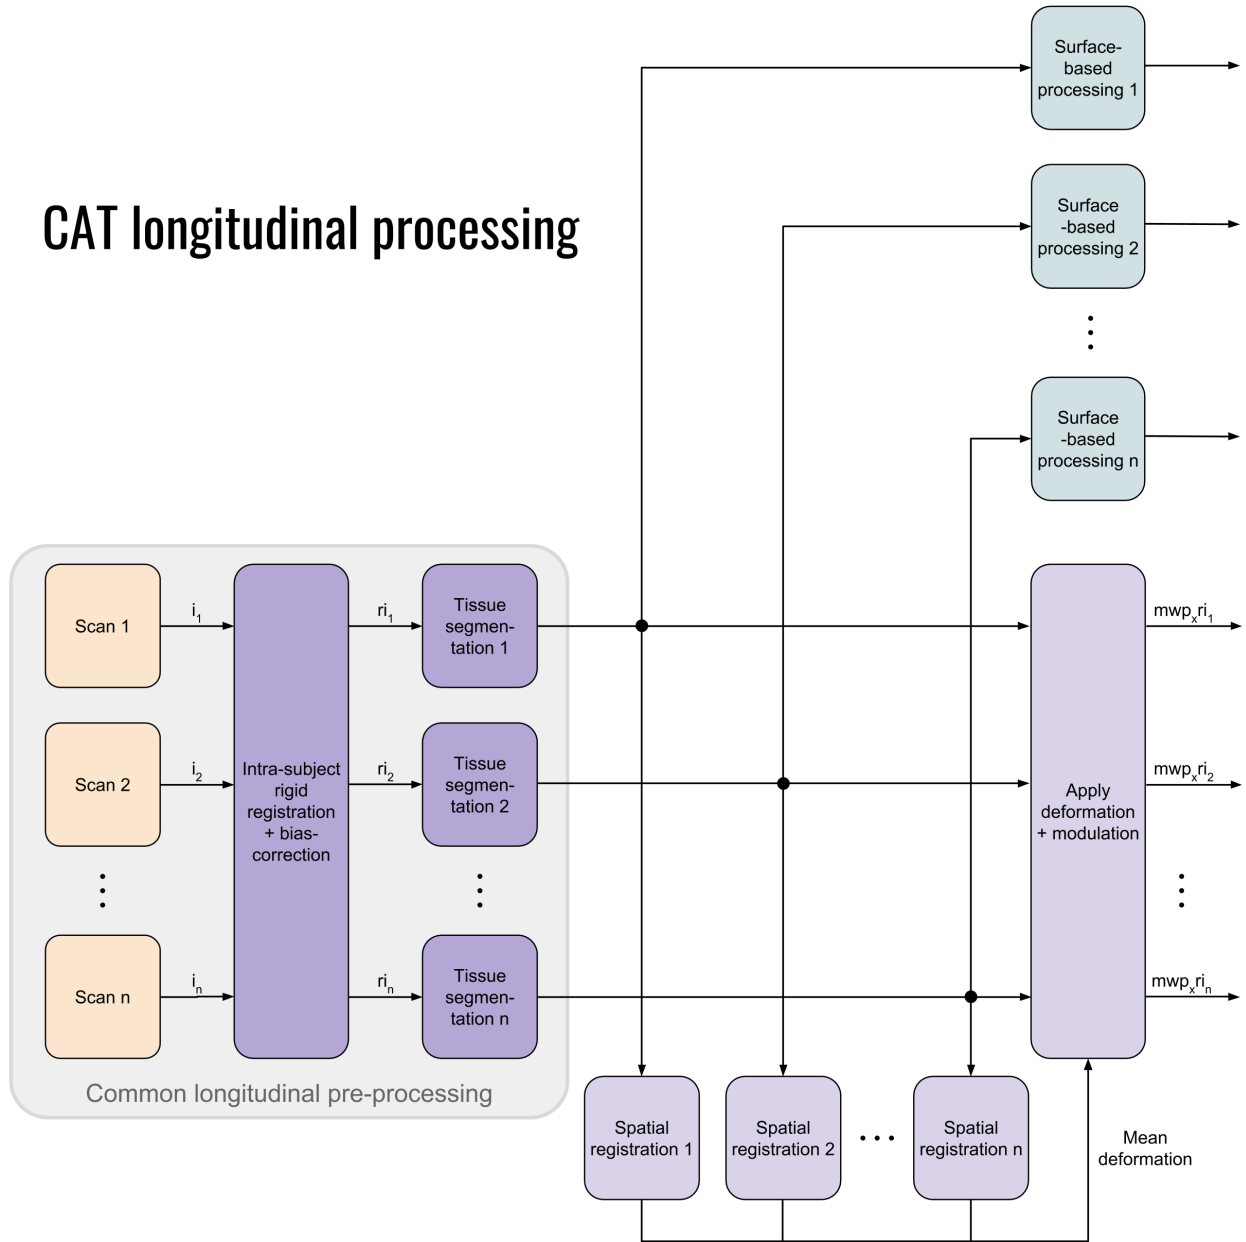 Surface-
based
processing 1
CAT longitudinal processing
Surface
-based
processing 2
Surface
-based
processing n
Scan 1
i1
ri1
Tissue
segmen-
tation 1
mwpxri1
Scan 2
i2
Intra-subject
rigid
registration
+ bias-
correction
ri2
Tissue
segmen-
tation 2
Apply
deformation
+ modulation
mwpxri2
Scan n
in
rin
Tissue
segmen-
tation n
mwpxrin
Common longitudinal pre-processing
Spatial
registration 1
Spatial
registration 2
Spatial
registration n
Mean
deformation